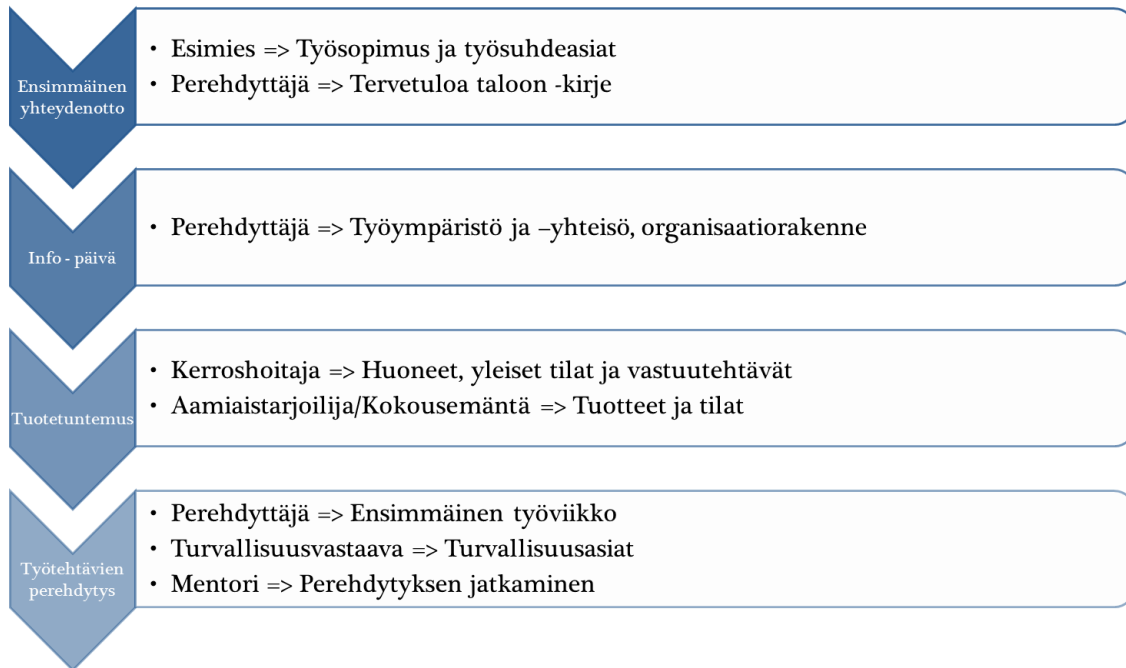 Ensimmäinen
yhteydenotto
• Esimies => Työsopimus ja työsuhdeasiat
• Perehdyttäjä => Tervetuloa taloon -kirje
Info - päivä
• Perehdyttäjä => Työympäristö ja –yhteisö, organisaatiorakenne
Tuotetuntemus
• Kerroshoitaja => Huoneet, yleiset tilat ja vastuutehtävät
• Aamiaistarjoilija/Kokousemäntä => Tuotteet ja tilat
Työtehtävien
perehdytys
• Perehdyttäjä => Ensimmäinen työviikko
• Turvallisuusvastaava => Turvallisuusasiat
• Mentori => Perehdytyksen jatkaminen